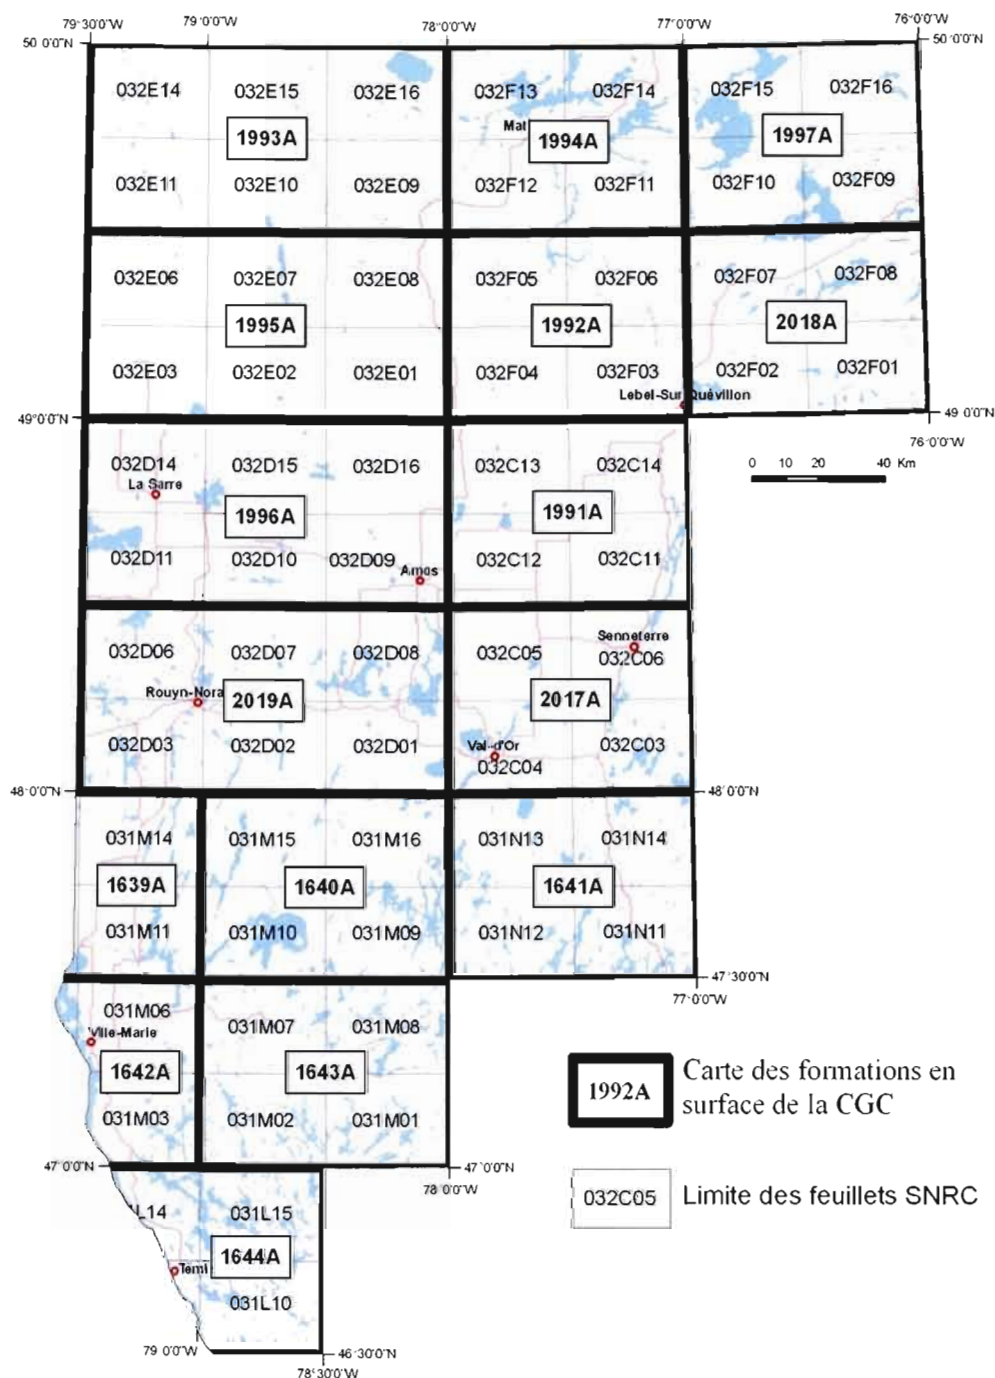 79°30'0"W
79°0'0"W
78°0'0"W
77°0'0"W
76°0'0"W
50°0'0"N
50°0'0"N
032E14
032E15
032E16
032F13
032F14
032F15
032F16
1993A
Mat
1994A
1997A
032E11
032E10
032E09
032F12
032F11
032F10
032F09
032E06
032E07
032E08
032F05
032F06
032F07
032F08
1995A
1992A
2018A
032E03
032E02
032E01
032F04
032F03
032F02
032F01
Lebel-Sur Quévillon
49°0'0"N
49°0'0"N
76°0'0"W
032D14
032D15
032D16
032C13
032C14
0 10 20 40 Km
La Sarre
1996A
1991A
032D11
032D10
032D09
032C12
032C11
Amos
032D06
032D07
032D08
032C05
Senneterre
032C06
Rouyn-Nora
2019A
2017A
032D03
032D02
032D01
Val-d'Or
032C04
032C03
48°0'0"N
48°0'0"N
031M14
031M15
031M16
031N13
031N14
1639A
1640A
1641A
031M11
031M10
031M09
031N12
031N11
47°30'0"N
77°0'0"W
031M06
031M07
031M08
Ville-Marie
1642A
1643A
031M03
031M02
031M01
1992A
Carte des formations en
surface de la CGC
47°0'0"N
47°0'0"N
78°0'0"W
032C05
Limite des feuillets SNRC
L14
031L15
1644A
Temi
031L10
79°0'0"W
46°30'0"N
78°30'0"W